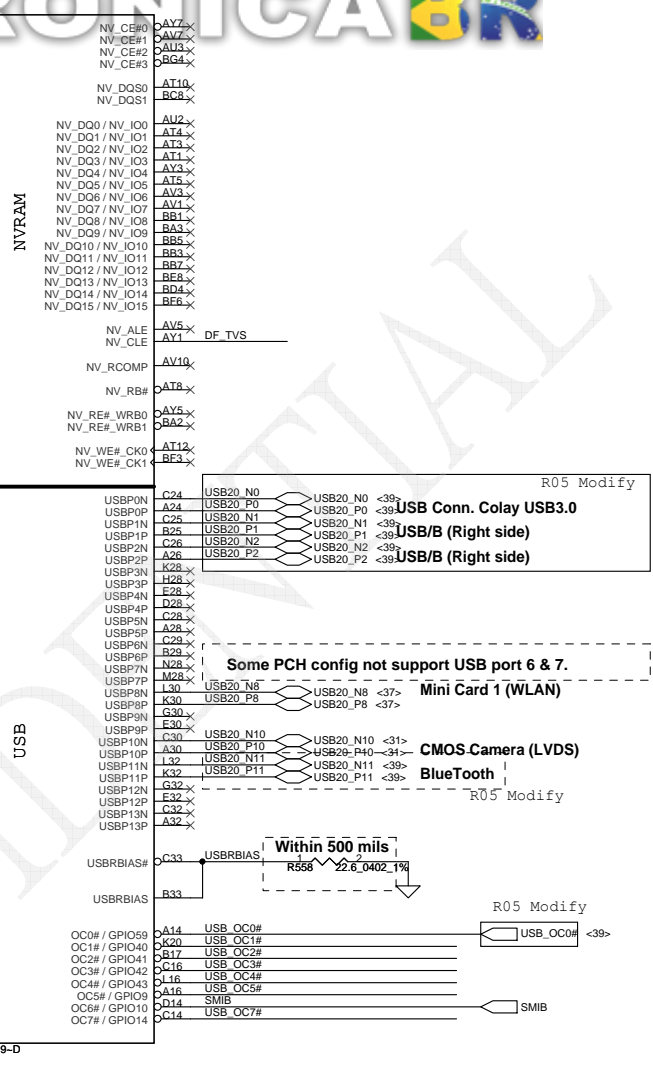 RONICABR
NV_CE#0 AY7
NV_CE#1 AV7
NV_CE#2 AU3
NV_CE#3 BG4
NV_DQS0 AT10
NV_DQS1 BC8
NV_DQ0 / NV_IO0 AU2
NV_DQ1 / NV_IO1 AT4
NV_DQ2 / NV_IO2 AT3
NV_DQ3 / NV_IO3 AT1
NV_DQ4 / NV_IO4 AY3
NV_DQ5 / NV_IO5 AT5
NV_DQ6 / NV_IO6 AV3
NV_DQ7 / NV_IO7 AV1
NV_DQ8 / NV_IO8 BB1
NV_DQ9 / NV_IO9 BA3
NV_DQ10 / NV_IO10 BB5
NV_DQ11 / NV_IO11 BB3
NV_DQ12 / NV_IO12 BB7
NV_DQ13 / NV_IO13 BE8
NV_DQ14 / NV_IO14 BD4
NV_DQ15 / NV_IO15 BF6
NVRAM
NV_ALE AV5
NV_CLE AY1 DF_TVS
NV_RCOMP AV10
NV_RB# AT8
NV_RE#_WRB0 AY5
NV_RE#_WRB1 BA2
NV_WE#_CK0 AT12
NV_WE#_CK1 BF3
R05 Modify
USBP0N C24 USB20_N0 USB20_N0 <39>
USBP0P A24 USB20_P0 USB20_P0 <39> USB Conn. Colay USB3.0
USBP1N C25 USB20_N1 USB20_N1 <39>
USBP1P B25 USB20_P1 USB20_P1 <39> USB/B (Right side)
USBP2N C26 USB20_N2 USB20_N2 <39>
USBP2P A26 USB20_P2 USB20_P2 <39> USB/B (Right side)
USBP3N K28
USBP3P H28
USBP4N E28
USBP4P D28
USBP5N C28
USBP5P A28
USBP6N C29
USBP6P B29
USBP7N N28 Some PCH config not support USB port 6 & 7.
USBP7P M28
USBP8N L30 USB20_N8 USB20_N8 <37> Mini Card 1 (WLAN)
USBP8P K30 USB20_P8 USB20_P8 <37>
USBP9N G30
USBP9P E30
USB
USBP10N C30 USB20_N10 USB20_N10 <31>
USBP10P A30 USB20_P10 USB20_P10 <31> CMOS Camera (LVDS)
USBP11N L32 USB20_N11 USB20_N11 <39>
USBP11P K32 USB20_P11 USB20_P11 <39> BlueTooth
USBP12N G32
USBP12P E32 R05 Modify
USBP13N C32
USBP13P A32
Within 500 mils
USBRBIAS# C33 USBRBIAS 1 2
R558 22.6_0402_1%
USBRBIAS B33
R05 Modify
OC0# / GPIO59 A14 USB_OC0# USB_OC0# <39>
OC1# / GPIO40 K20 USB_OC1#
OC2# / GPIO41 B17 USB_OC2#
OC3# / GPIO42 C16 USB_OC3#
OC4# / GPIO43 L16 USB_OC4#
OC5# / GPIO9 A16 USB_OC5#
OC6# / GPIO10 D14 SMIB SMIB
OC7# / GPIO14 C14 USB_OC7#
9~D
IDENTIAL